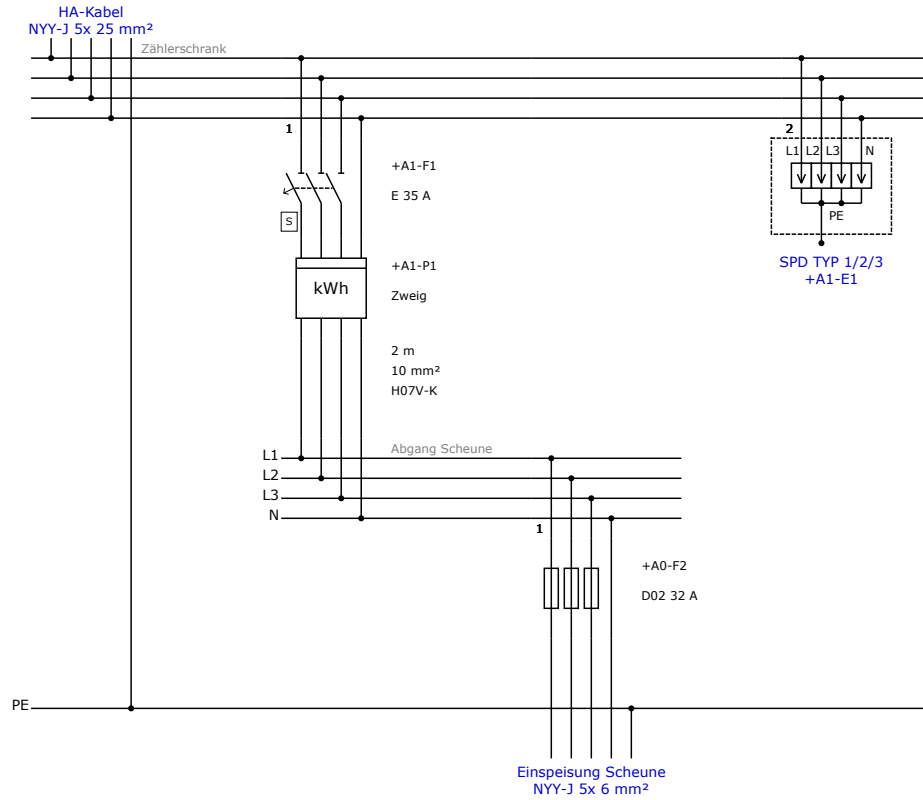 HA-Kabel
NYY-J 5x 25 mm²
Zählerschrank
1
2
L1 L2 L3 N
PE
SPD TYP 1/2/3
+A1-E1
+A1-F1
E 35 A
S
+A1-P1
kWh
Zweig
2 m
10 mm²
H07V-K
Abgang Scheune
L1
L2
L3
N
1
+A0-F2
D02 32 A
PE
Einspeisung Scheune
NYY-J 5x 6 mm²